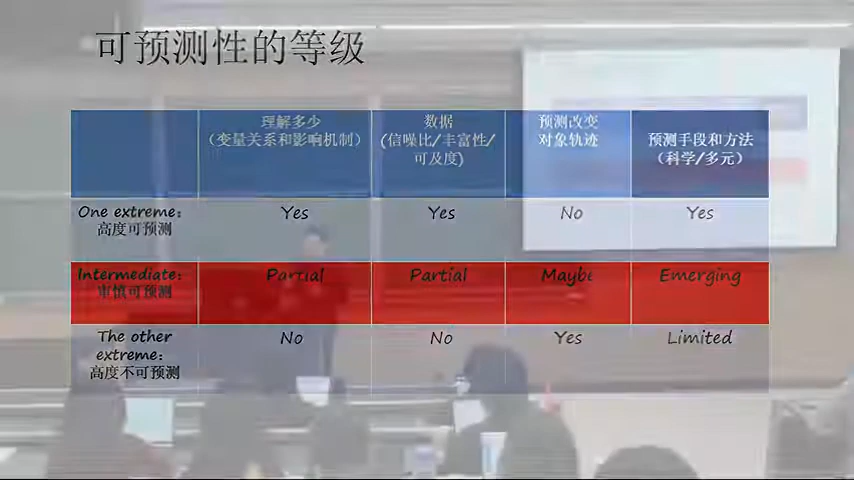 可预测性的等级
理解多少
（变量关系和影响机制）
数据
(信噪比/丰富性/
可及度)
预测改变
对象轨迹
预测手段和方法
（科学/多元）
One extreme:
高度可预测
Yes
Yes
No
Yes
Intermediate:
审慎可预测
Partial
Partial
Maybe
Emerging
The other
extreme:
高度不可预测
No
No
Yes
Limited